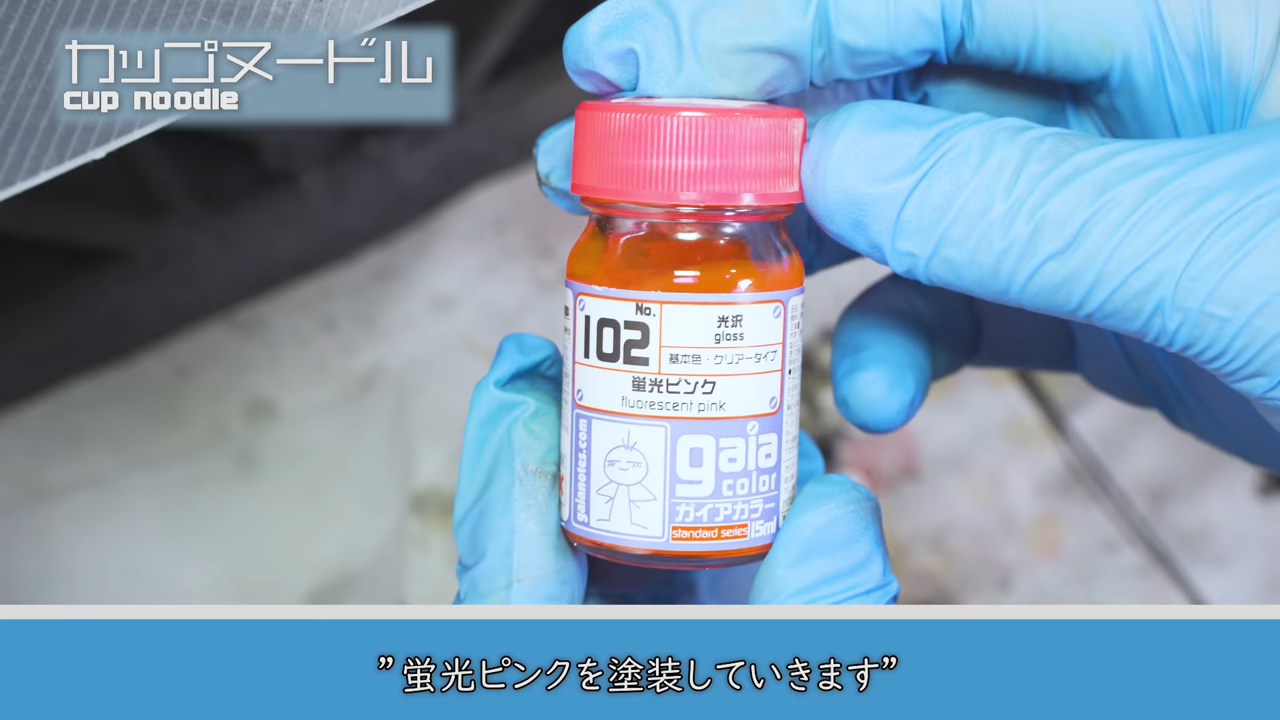 カップヌードル
cup noodle
No.
102
光沢
gloss
基本色・クリアータイプ
蛍光ピンク
fluorescent pink
gaianotes.com
gaia
color
ガイアカラー
standard series 15ml
”蛍光ピンクを塗装していきます”